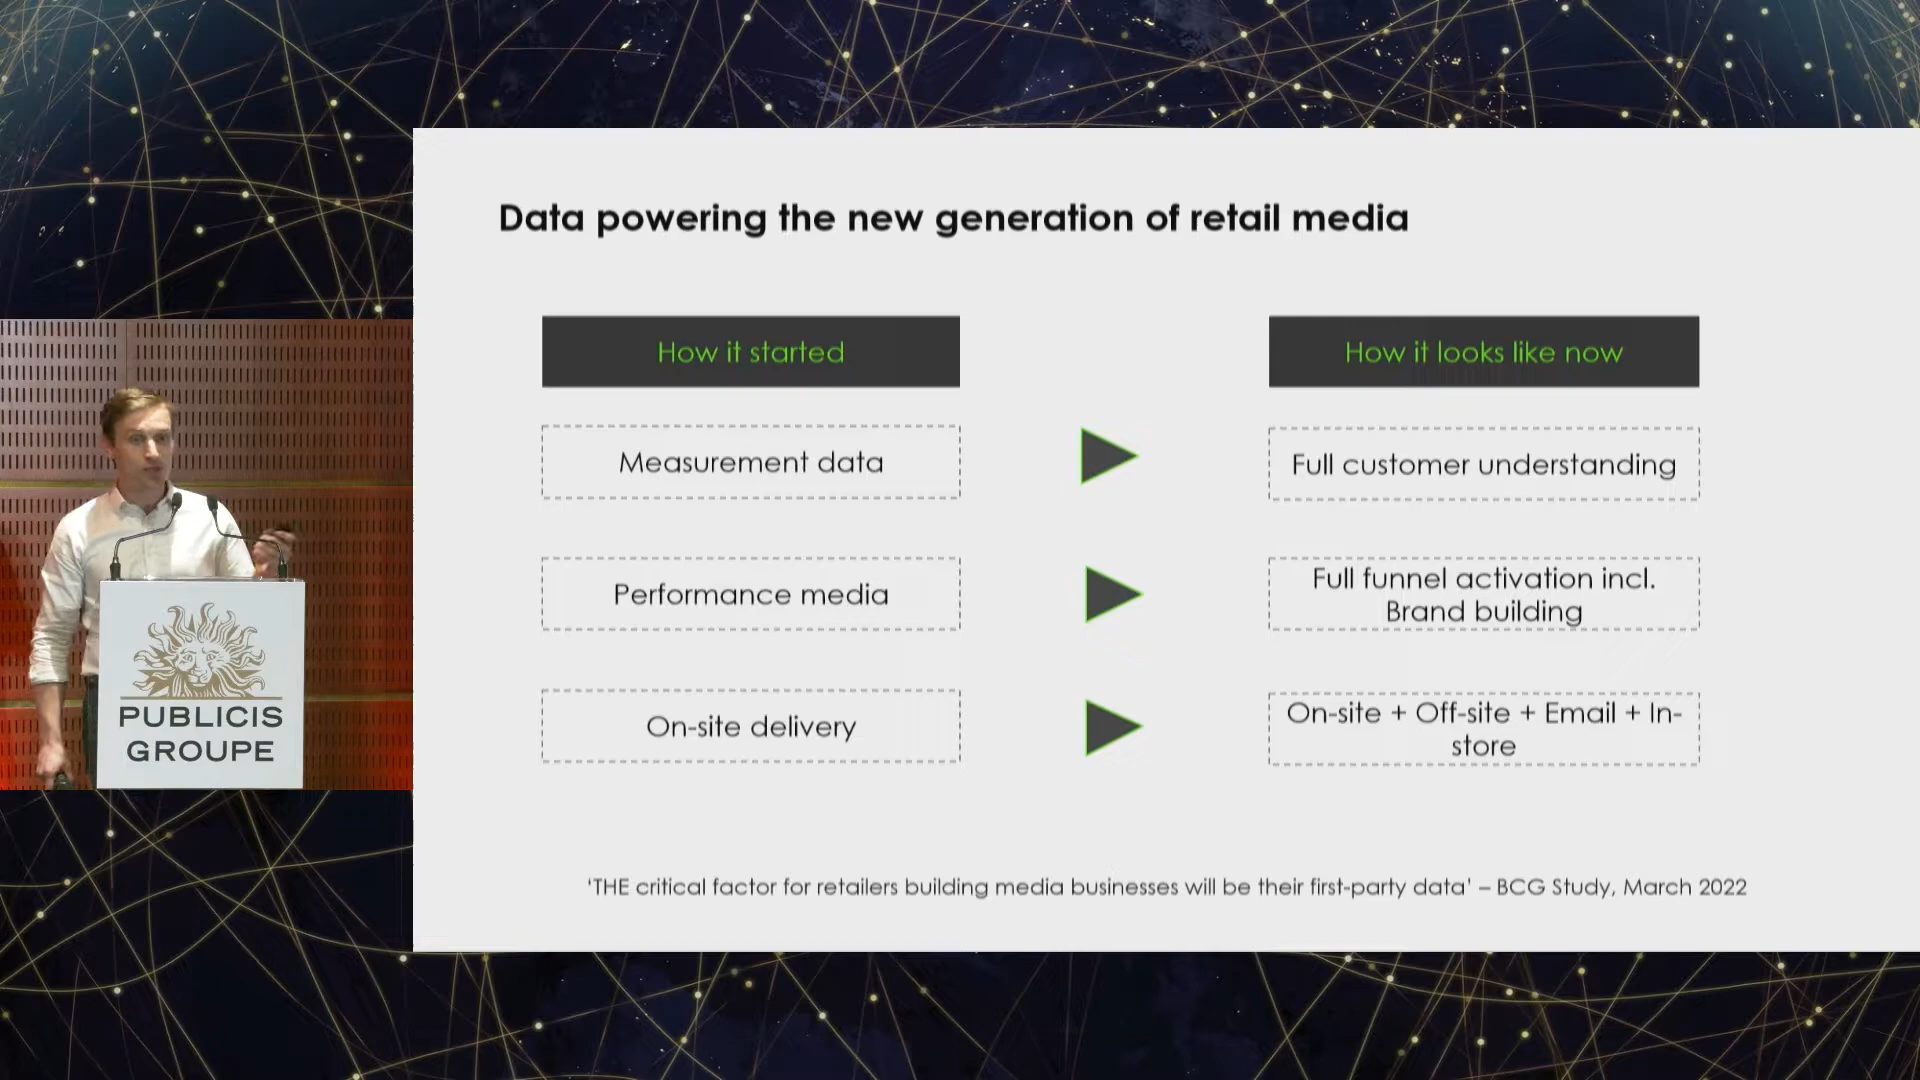 Data powering the new generation of retail media
How it started
How it looks like now
Measurement data
Full customer understanding
Performance media
Full funnel activation incl.
Brand building
On-site delivery
On-site + Off-site + Email + In-
store
'THE critical factor for retailers building media businesses will be their first-party data' – BCG Study, March 2022
PUBLICIS
GROUPE